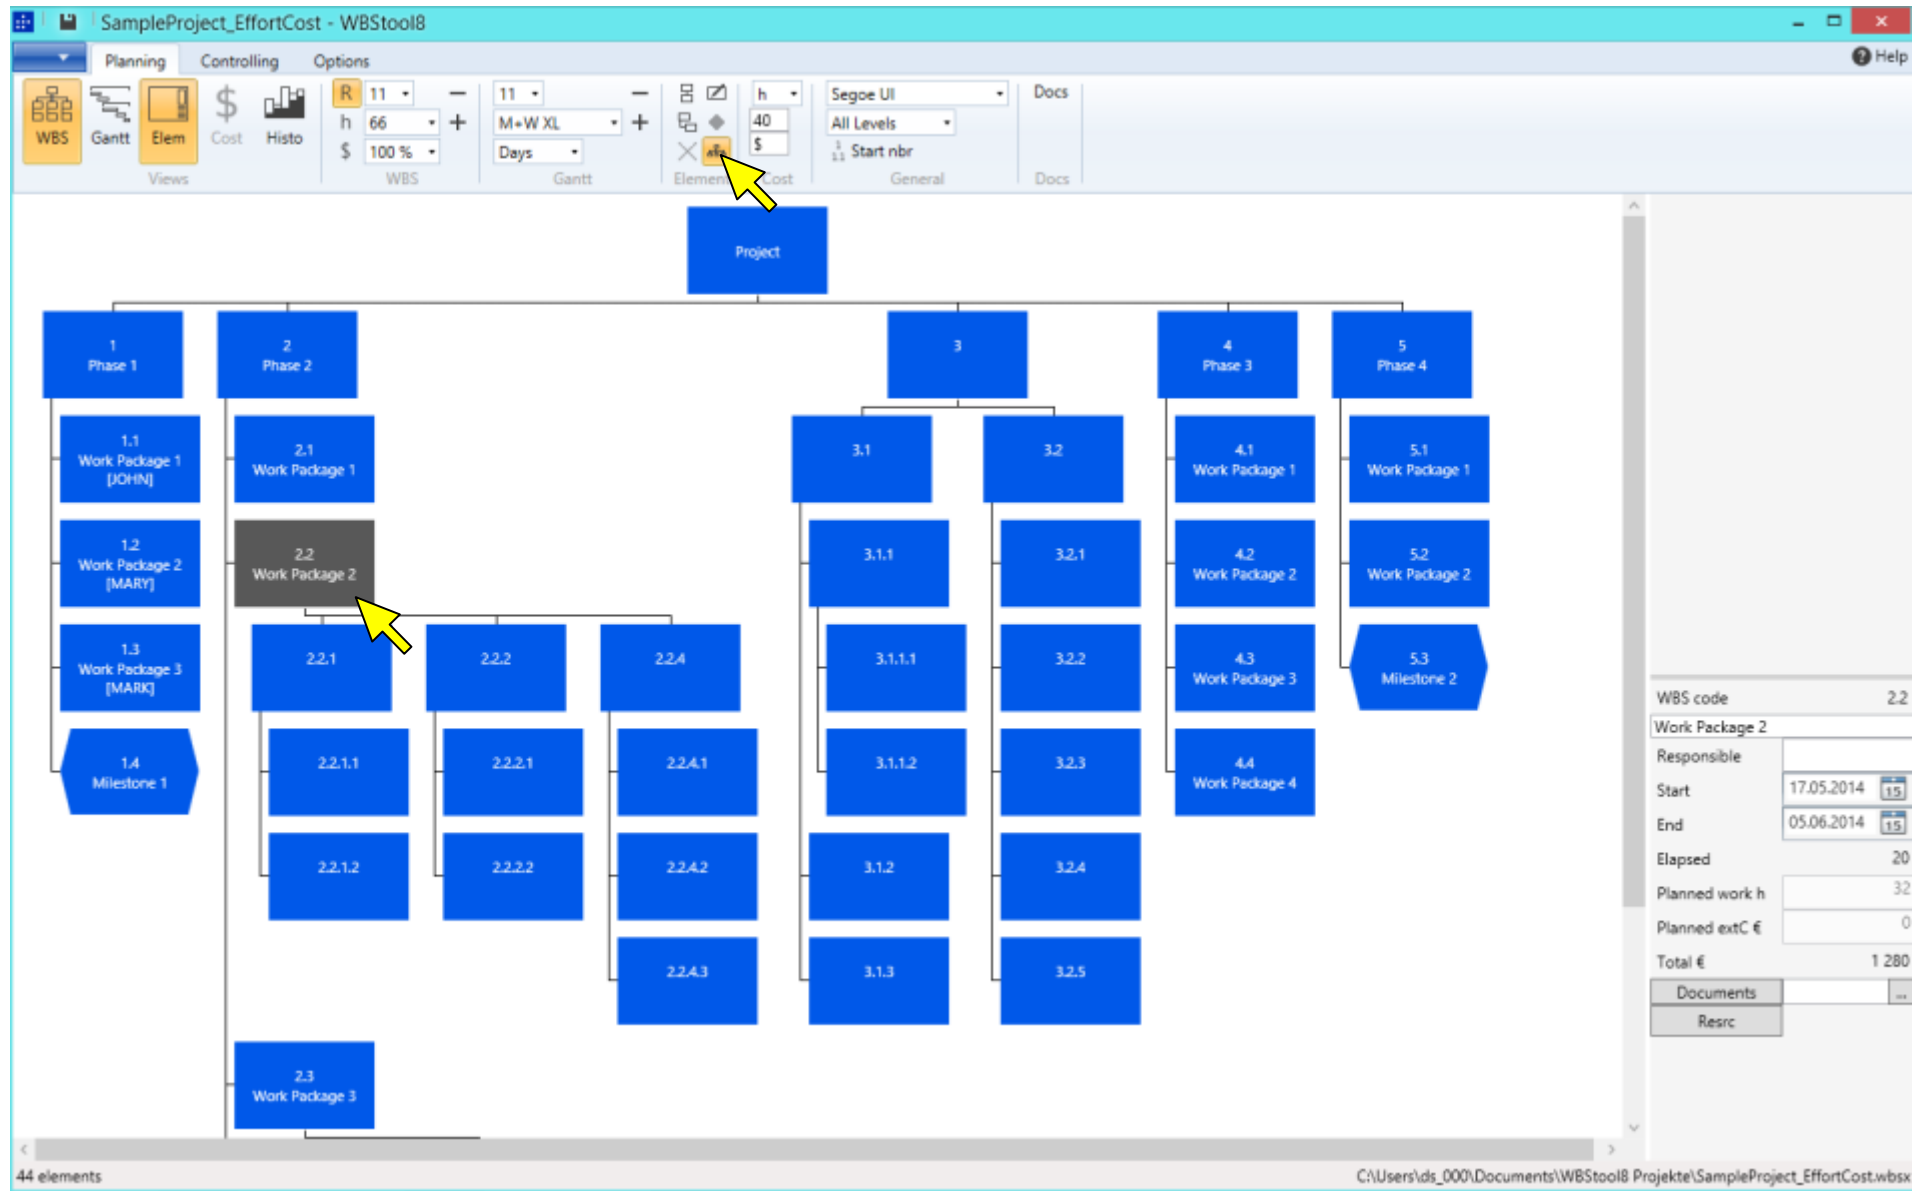 SampleProject_EffortCost - WBStool8
Planning Controlling Options
Help
WBS Gantt Elem Cost Histo
R 11
h 66
$ 100 %
11
M+W XL
Days
h
40
$
Segoe UI
All Levels
Start nbr
Docs
Views WBS Gantt Element Cost General Docs
Project
1
Phase 1
2
Phase 2
3
4
Phase 3
5
Phase 4
1.1
Work Package 1
[JOHN]
2.1
Work Package 1
3.1
3.2
4.1
Work Package 1
5.1
Work Package 1
1.2
Work Package 2
[MARY]
2.2
Work Package 2
3.1.1
3.2.1
4.2
Work Package 2
5.2
Work Package 2
1.3
Work Package 3
[MARK]
2.2.1
2.2.2
2.2.4
3.1.1.1
3.2.2
4.3
Work Package 3
5.3
Milestone 2
1.4
Milestone 1
2.2.1.1
2.2.2.1
2.2.4.1
3.1.1.2
3.2.3
4.4
Work Package 4
2.2.1.2
2.2.2.2
2.2.4.2
3.1.2
3.2.4
2.2.4.3
3.1.3
3.2.5
2.3
Work Package 3
WBS code 2.2
Work Package 2
Responsible
Start 17.05.2014 15
End 05.06.2014 15
Elapsed 20
Planned work h 32
Planned extC € 0
Total € 1 280
Documents ...
Resrc
44 elements
C:\Users\ds_000\Documents\WBStool8 Projekte\SampleProject_EffortCost.wbsx